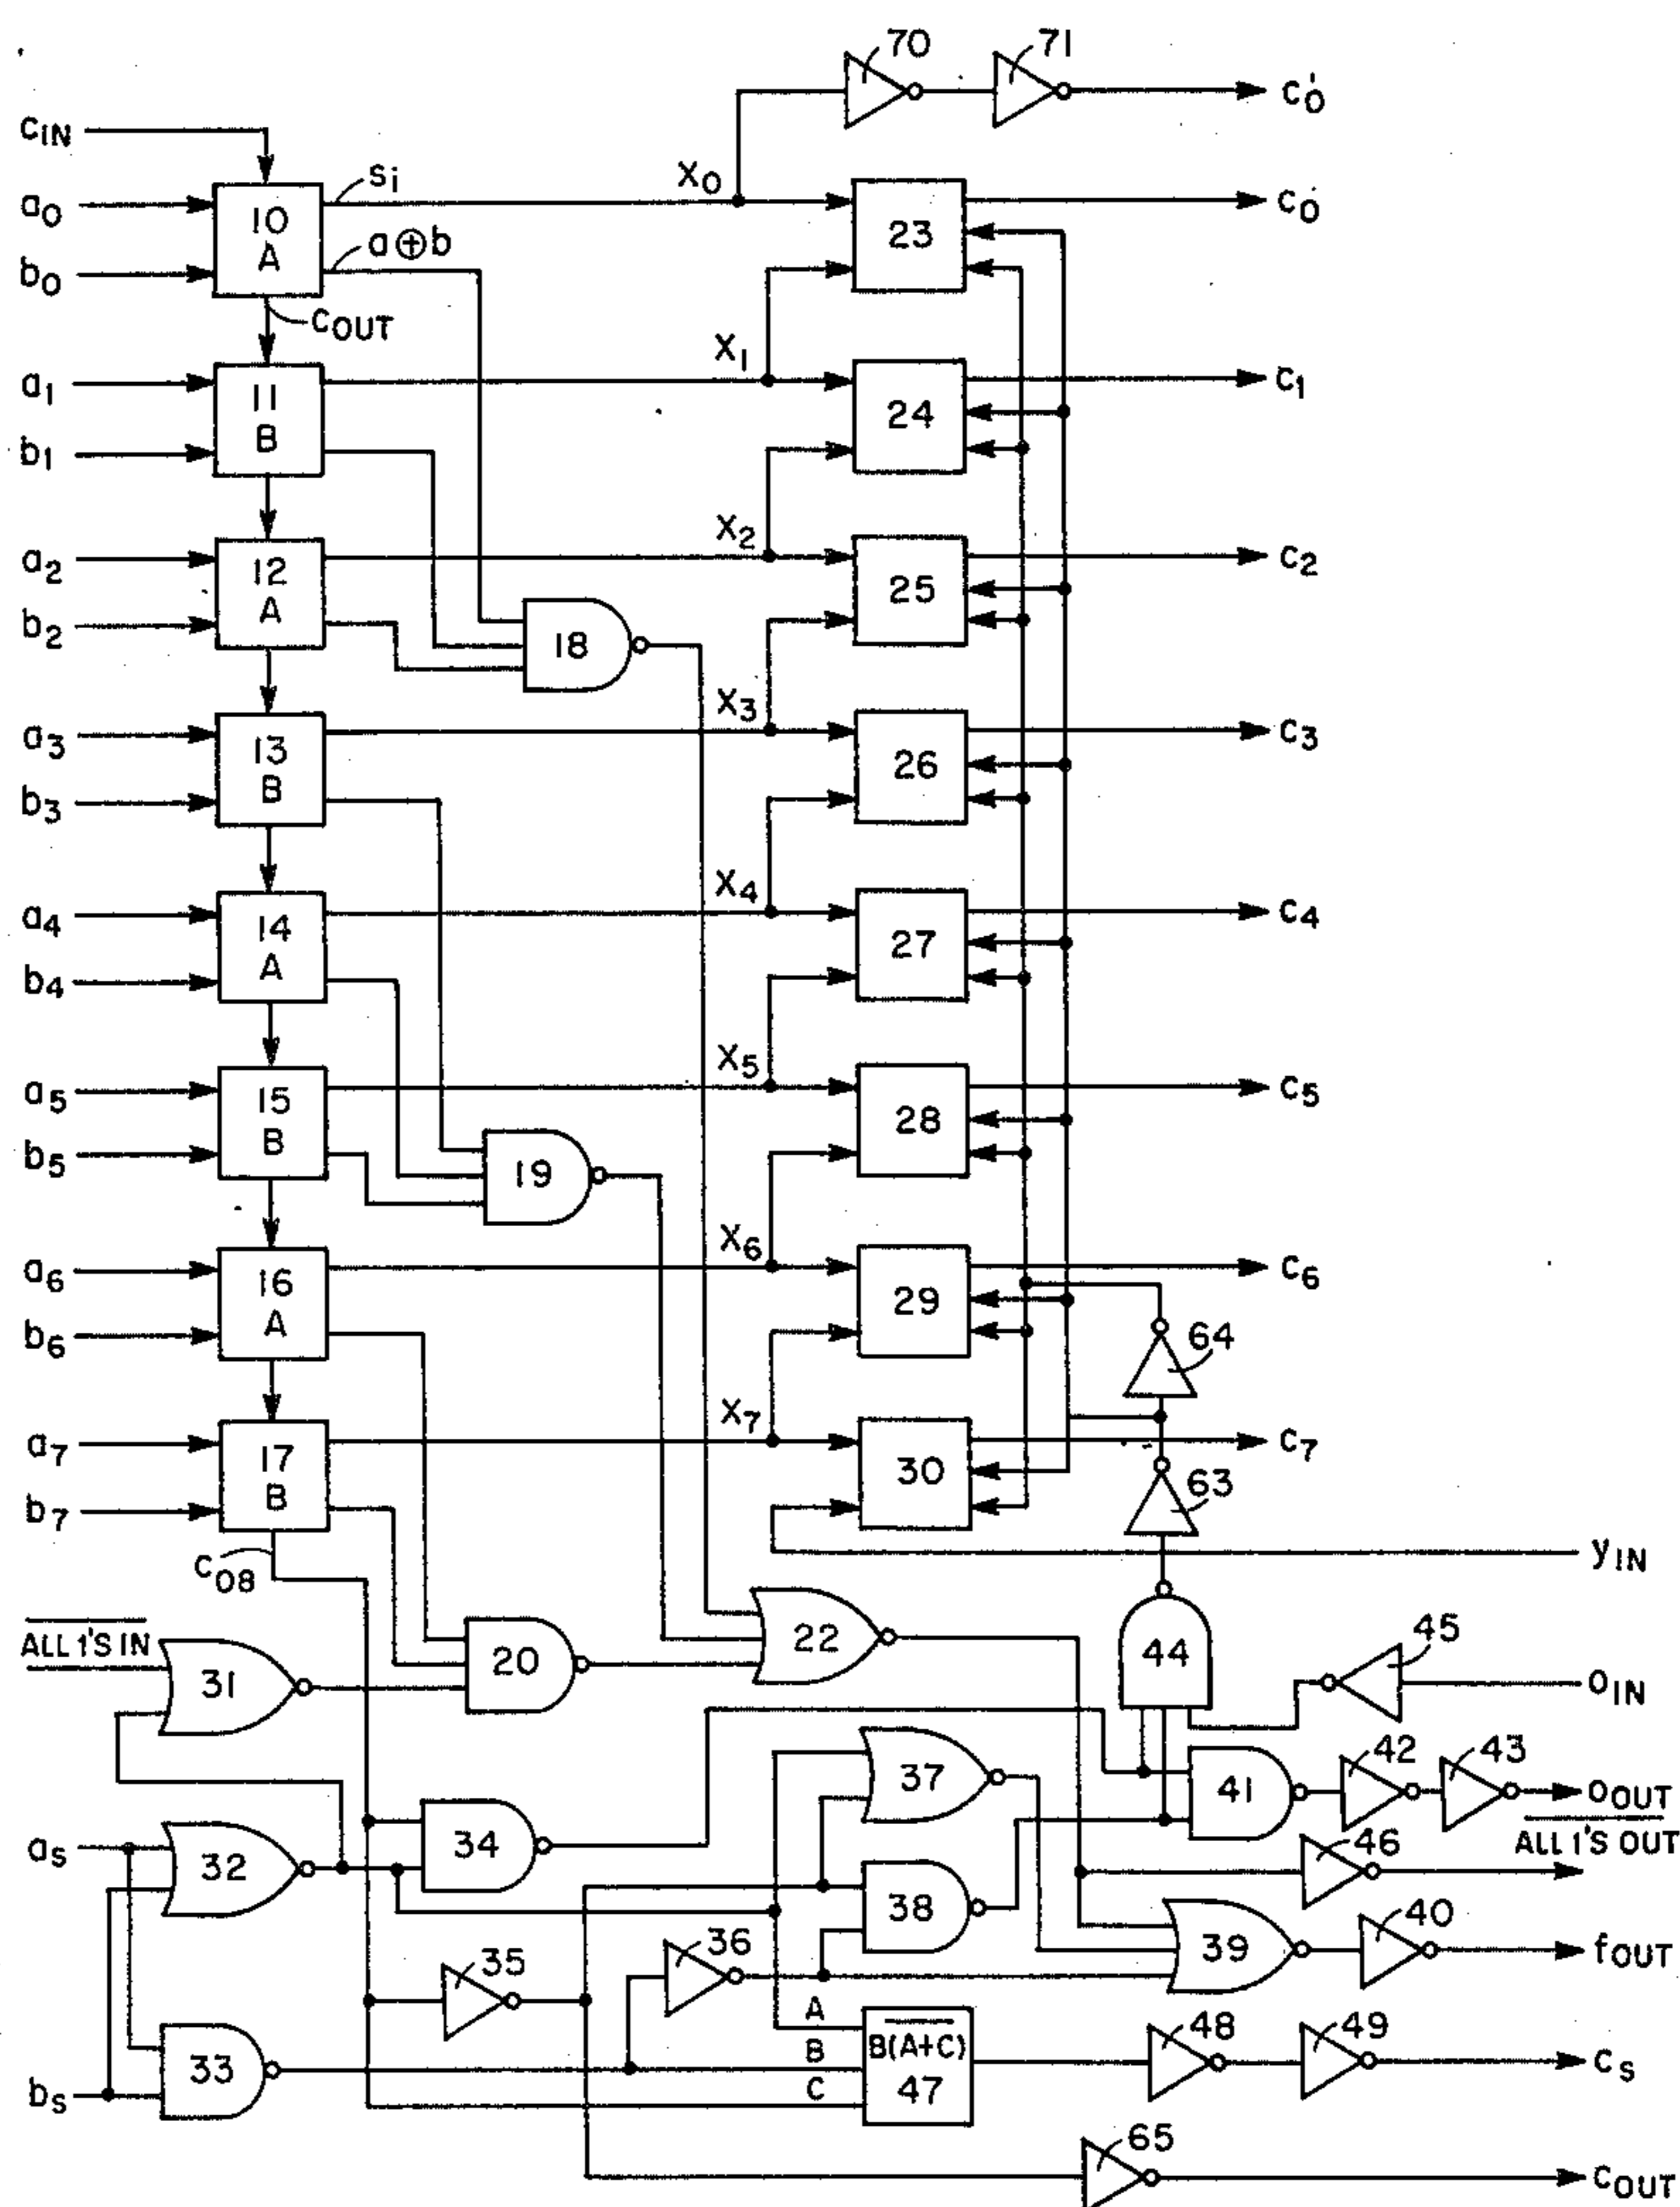 70 71 c'0
cIN
a0 10 A si X0 23 c0
b0 a⊕b
cOUT
a1 11 B X1 24 c1
b1
a2 12 A X2 25 c2
b2 18
a3 13 B X3 26 c3
b3
a4 14 A X4 27 c4
b4
a5 15 B X5 28 c5
b5 19
a6 16 A X6 29 c6
b6 64
a7 17 B X7 30 c7
b7 63
c08 yIN
ALL 1'S IN 31 20 22 44 45 oIN
37 41 42 43 oOUT
as 32 34 46 ALL 1'S OUT
38 39 40 fOUT
35 36
A
B
C
bs 33 B(A+C) 47 48 49 cs
65 cOUT